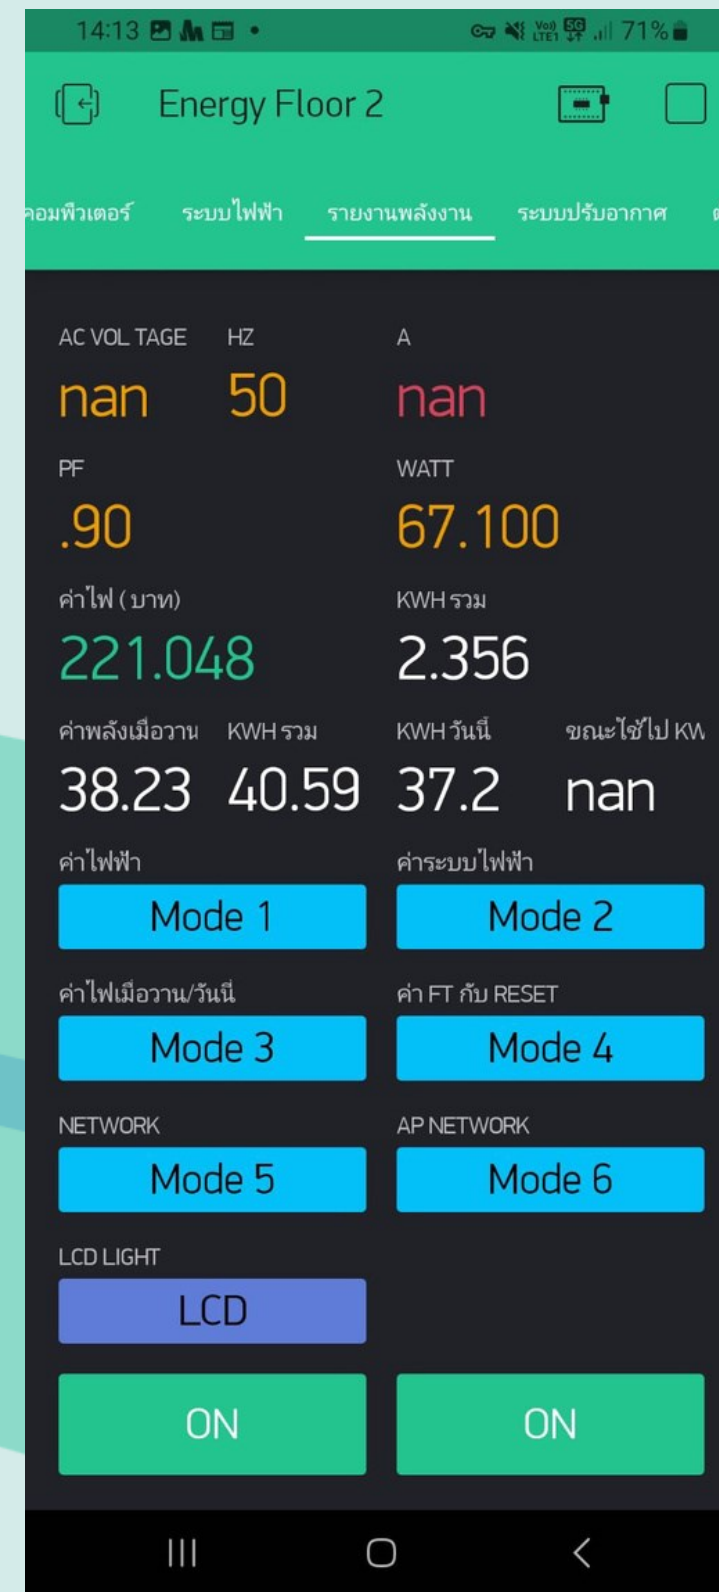 14:13 71%
Energy Floor 2
คอมพิวเตอร์ ระบบไฟฟ้า รายงานพลังงาน ระบบปรับอากาศ
AC VOL TAGE HZ A
nan 50 nan
PF WATT
.90 67.100
ค่าไฟ ( บาท) KWH รวม
221.048 2.356
ค่าพลังเมื่อวาน KWH รวม KWH วันนี้ ขณะใช้ไป KW
38.23 40.59 37.2 nan
ค่าไฟฟ้า ค่าระบบไฟฟ้า
Mode 1 Mode 2
ค่าไฟเมื่อวาน/วันนี้ ค่า FT กับ RESET
Mode 3 Mode 4
NETWORK AP NETWORK
Mode 5 Mode 6
LCD LIGHT
LCD
ON ON